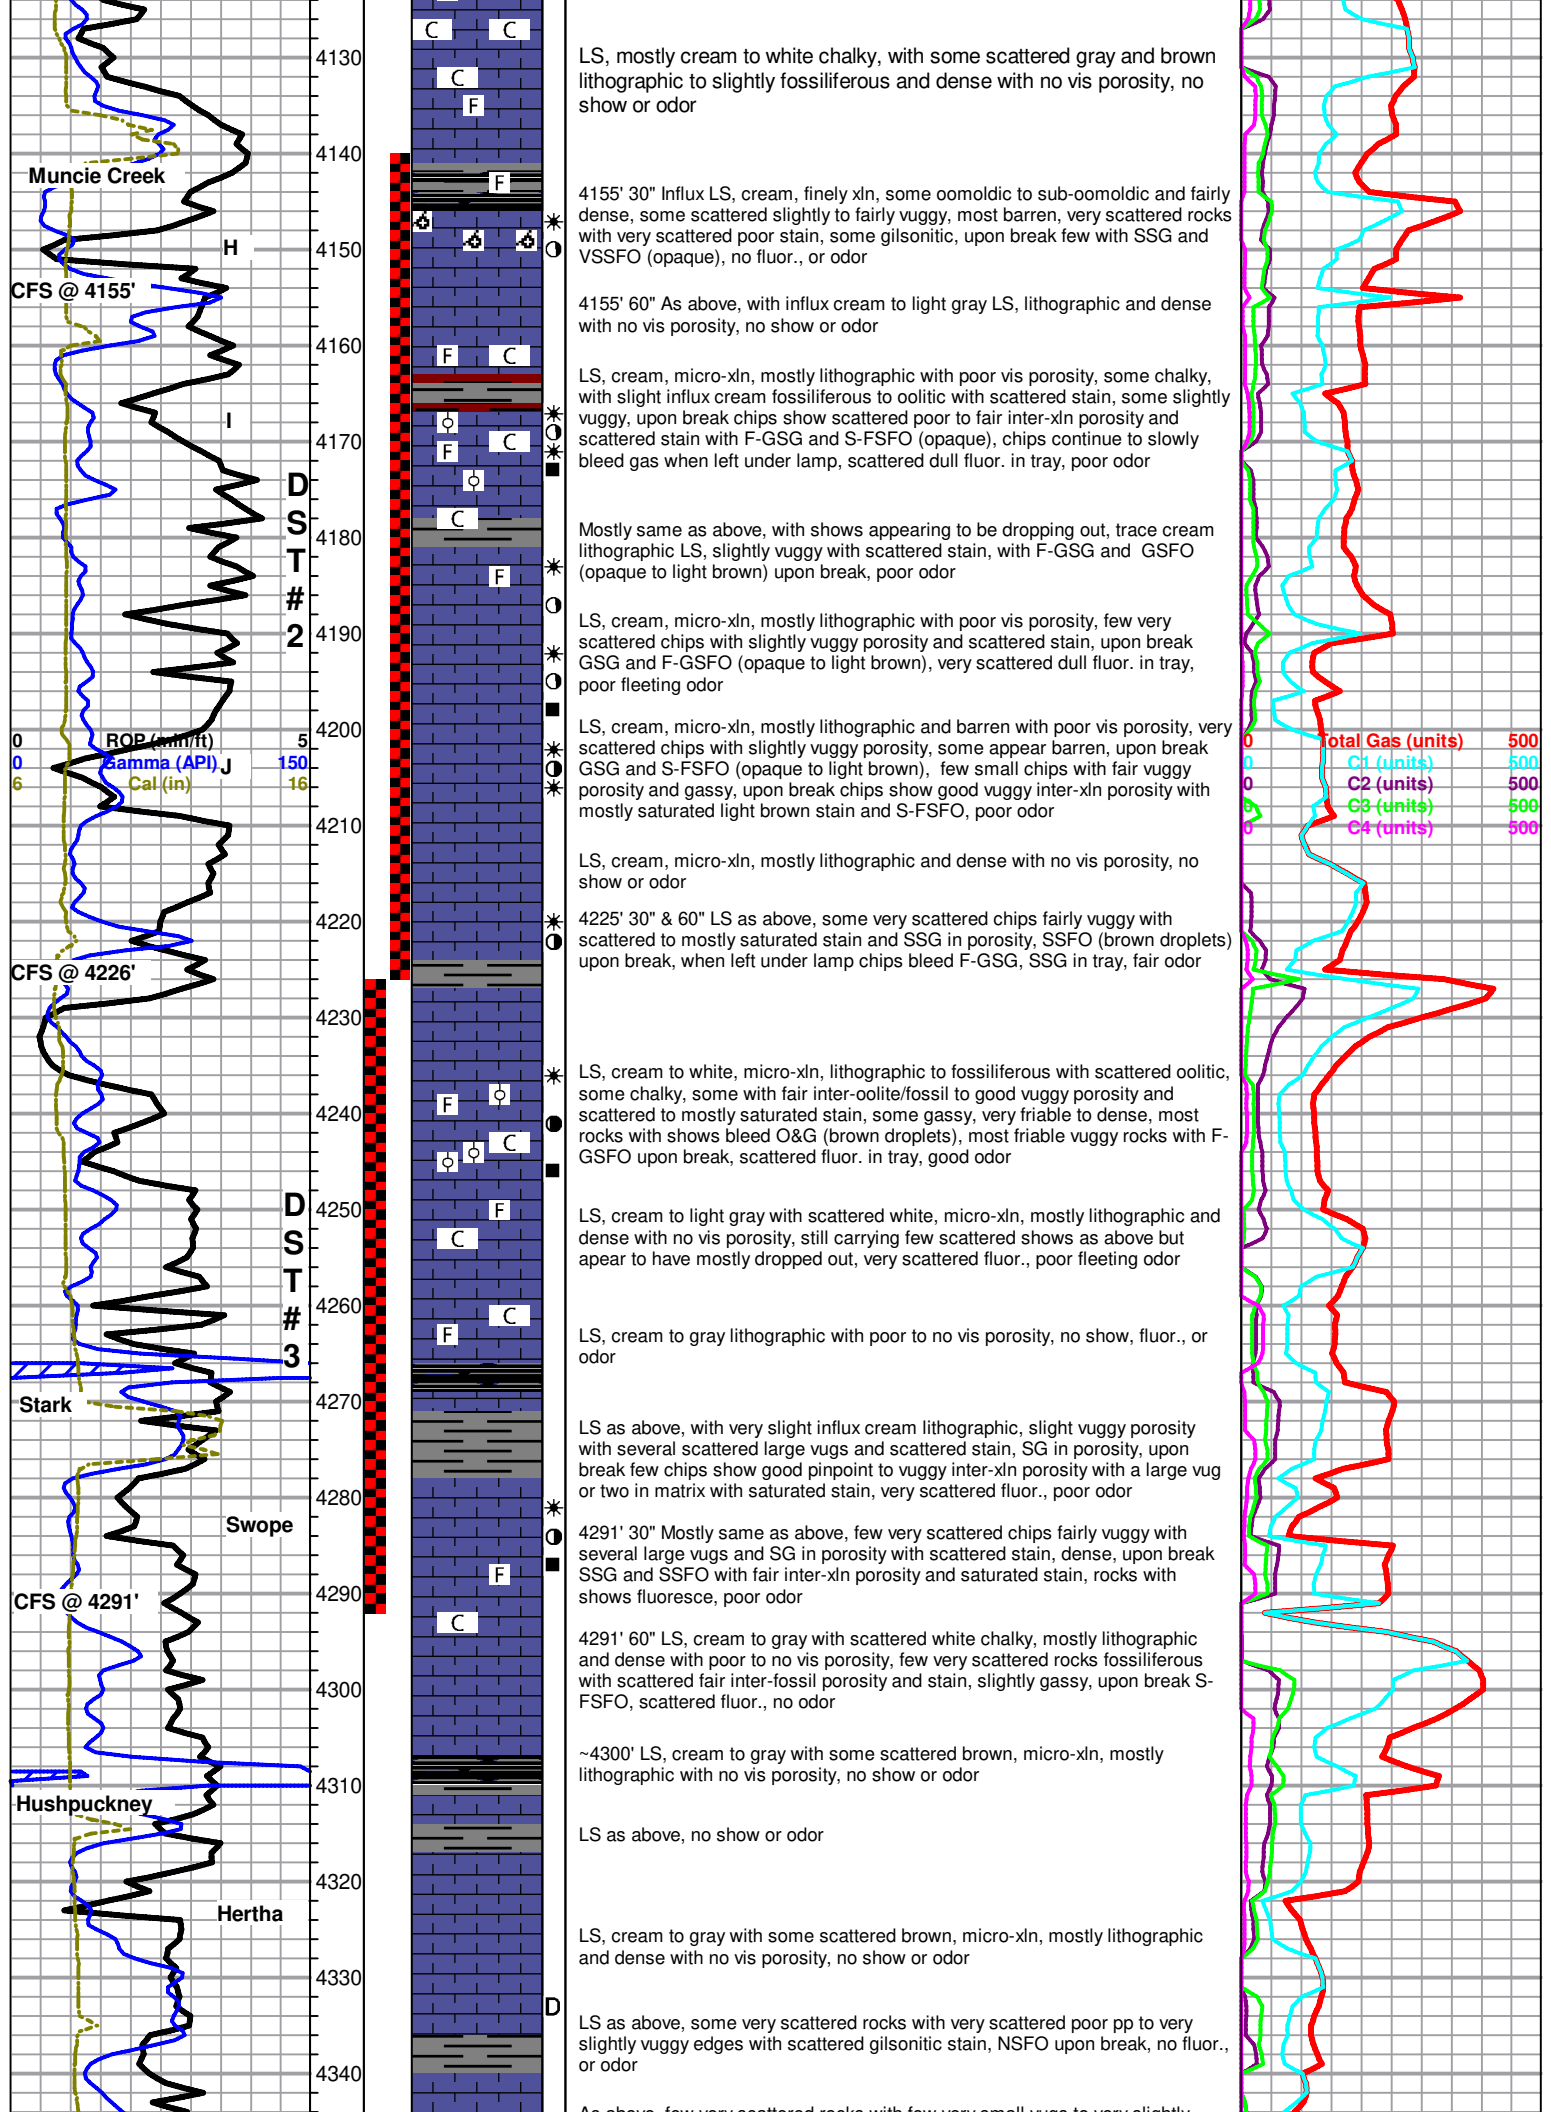 4130
4140
4150
4160
4170
4180
4190
4200
4210
4220
4230
4240
4250
4260
4270
4280
4290
4300
4310
4320
4330
4340
Muncie Creek
H
CFS @ 4155'
I
D
S
T
#
2
0 ROP (min/ft) 5
0 Gamma (API) 150
6 Cal (in) 16
J
CFS @ 4226'
D
S
T
#
3
Stark
Swope
CFS @ 4291'
Hushpuckney
Hertha
C C
C
F
F
F C
F C
C
F
F
C
F
C
F
C
F
F
C
D
LS, mostly cream to white chalky, with some scattered gray and brown
lithographic to slightly fossiliferous and dense with no vis porosity, no
show or odor
4155' 30" Influx LS, cream, finely xln, some oomoldic to sub-oomoldic and fairly
dense, some scattered slightly to fairly vuggy, most barren, very scattered rocks
with very scattered poor stain, some gilsonitic, upon break few with SSG and
VSSFO (opaque), no fluor., or odor
4155' 60" As above, with influx cream to light gray LS, lithographic and dense
with no vis porosity, no show or odor
LS, cream, micro-xln, mostly lithographic with poor vis porosity, some chalky,
with slight influx cream fossiliferous to oolitic with scattered stain, some slightly
vuggy, upon break chips show scattered poor to fair inter-xln porosity and
scattered stain with F-GSG and S-FSFO (opaque), chips continue to slowly
bleed gas when left under lamp, scattered dull fluor. in tray, poor odor
Mostly same as above, with shows appearing to be dropping out, trace cream
lithographic LS, slightly vuggy with scattered stain, with F-GSG and GSFO
(opaque to light brown) upon break, poor odor
LS, cream, micro-xln, mostly lithographic with poor vis porosity, few very
scattered chips with slightly vuggy porosity and scattered stain, upon break
GSG and F-GSFO (opaque to light brown), very scattered dull fluor. in tray,
poor fleeting odor
LS, cream, micro-xln, mostly lithographic and barren with poor vis porosity, very
scattered chips with slightly vuggy porosity, some appear barren, upon break
GSG and S-FSFO (opaque to light brown), few small chips with fair vuggy
porosity and gassy, upon break chips show good vuggy inter-xln porosity with
mostly saturated light brown stain and S-FSFO, poor odor
LS, cream, micro-xln, mostly lithographic and dense with no vis porosity, no
show or odor
4225' 30" & 60" LS as above, some very scattered chips fairly vuggy with
scattered to mostly saturated stain and SSG in porosity, SSFO (brown droplets)
upon break, when left under lamp chips bleed F-GSG, SSG in tray, fair odor
LS, cream to white, micro-xln, lithographic to fossiliferous with scattered oolitic,
some chalky, some with fair inter-oolite/fossil to good vuggy porosity and
scattered to mostly saturated stain, some gassy, very friable to dense, most
rocks with shows bleed O&G (brown droplets), most friable vuggy rocks with F-
GSFO upon break, scattered fluor. in tray, good odor
LS, cream to light gray with scattered white, micro-xln, mostly lithographic and
dense with no vis porosity, still carrying few scattered shows as above but
apear to have mostly dropped out, very scattered fluor., poor fleeting odor
LS, cream to gray lithographic with poor to no vis porosity, no show, fluor., or
odor
LS as above, with very slight influx cream lithographic, slight vuggy porosity
with several scattered large vugs and scattered stain, SG in porosity, upon
break few chips show good pinpoint to vuggy inter-xln porosity with a large vug
or two in matrix with saturated stain, very scattered fluor., poor odor
4291' 30" Mostly same as above, few very scattered chips fairly vuggy with
several large vugs and SG in porosity with scattered stain, dense, upon break
SSG and SSFO with fair inter-xln porosity and saturated stain, rocks with
shows fluoresce, poor odor
4291' 60" LS, cream to gray with scattered white chalky, mostly lithographic
and dense with poor to no vis porosity, few very scattered rocks fossiliferous
with scattered fair inter-fossil porosity and stain, slightly gassy, upon break S-
FSFO, scattered fluor., no odor
~4300' LS, cream to gray with some scattered brown, micro-xln, mostly
lithographic with no vis porosity, no show or odor
LS as above, no show or odor
LS, cream to gray with some scattered brown, micro-xln, mostly lithographic
and dense with no vis porosity, no show or odor
LS as above, some very scattered rocks with very scattered poor pp to very
slightly vuggy edges with scattered gilsonitic stain, NSFO upon break, no fluor.,
or odor
As above, few very scattered rocks with few very small vugs to very slightly
0 Total Gas (units) 500
0 C1 (units) 500
0 C2 (units) 500
0 C3 (units) 500
0 C4 (units) 500